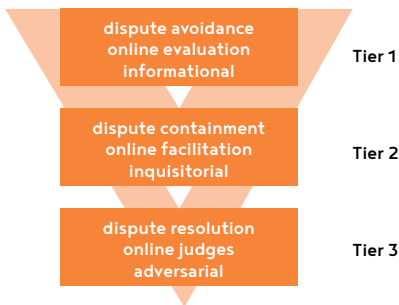 dispute avoidance
online evaluation
informational
Tier 1
dispute containment
online facilitation
inquisitorial
Tier 2
dispute resolution
online judges
adversarial
Tier 3